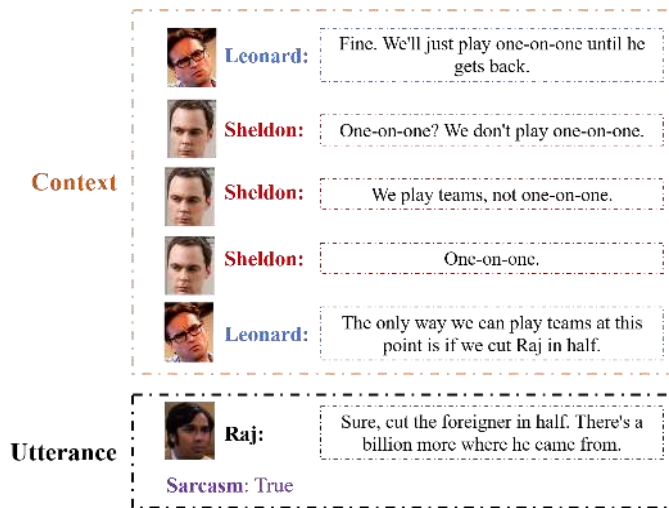 Leonard:
Fine. We'll just play one-on-one until he
gets back.
Sheldon:
One-on-one? We don't play one-on-one.
Context
Sheldon:
We play teams, not one-on-one.
Sheldon:
One-on-one.
Leonard:
The only way we can play teams at this
point is if we cut Raj in half.
Utterance
Raj:
Sure, cut the foreigner in half. There's a
billion more where he came from.
Sarcasm: True